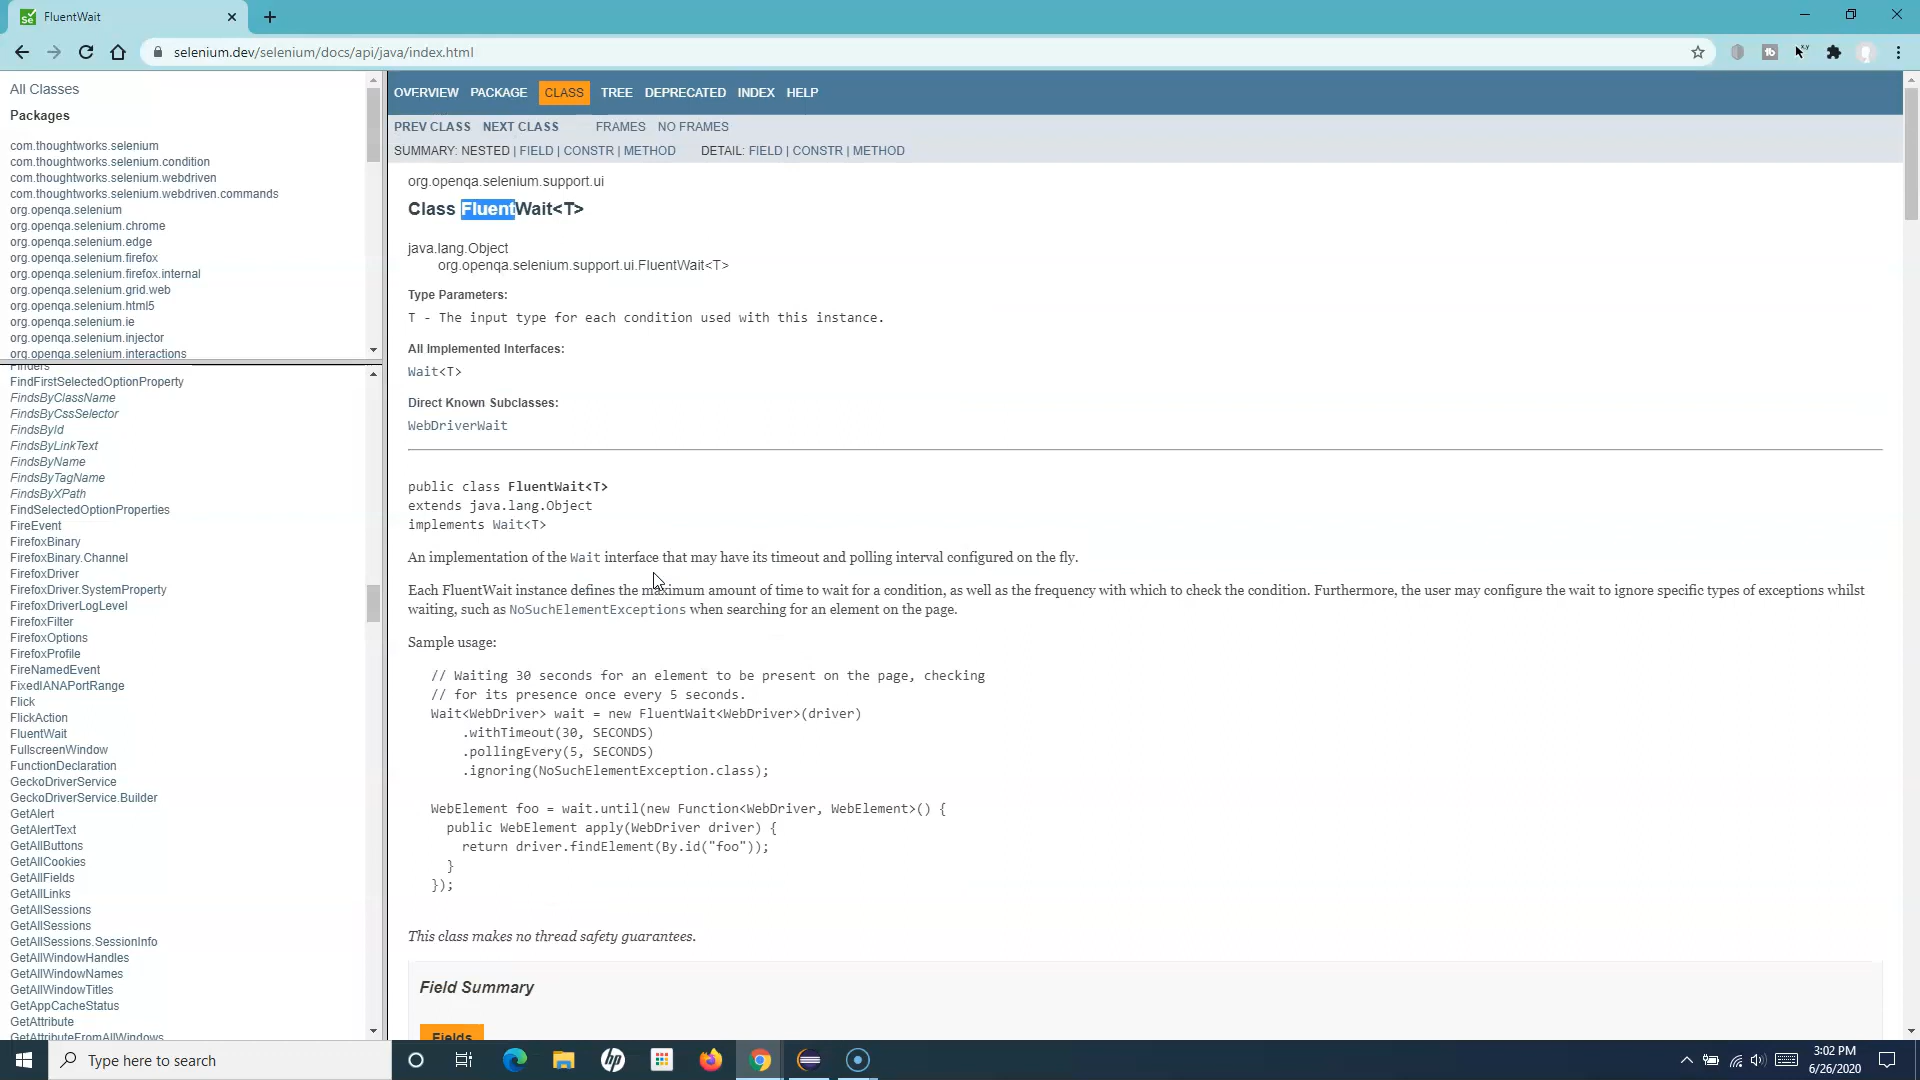 FluentWait
selenium.dev/selenium/docs/api/java/index.html
All Classes
Packages
com.thoughtworks.selenium
com.thoughtworks.selenium.condition
com.thoughtworks.selenium.webdriven
com.thoughtworks.selenium.webdriven.commands
org.openqa.selenium
org.openqa.selenium.chrome
org.openqa.selenium.edge
org.openqa.selenium.firefox
org.openqa.selenium.firefox.internal
org.openqa.selenium.grid.web
org.openqa.selenium.html5
org.openqa.selenium.ie
org.openqa.selenium.injector
org.openqa.selenium.interactions
Finders
FindFirstSelectedOptionProperty
FindsByClassName
FindsByCssSelector
FindsById
FindsByLinkText
FindsByName
FindsByTagName
FindsByXPath
FindSelectedOptionProperties
FireEvent
FirefoxBinary
FirefoxBinary.Channel
FirefoxDriver
FirefoxDriver.SystemProperty
FirefoxDriverLogLevel
FirefoxFilter
FirefoxOptions
FirefoxProfile
FireNamedEvent
FixedIANAPortRange
Flick
FlickAction
FluentWait
FullscreenWindow
FunctionDeclaration
GeckoDriverService
GeckoDriverService.Builder
GetAlert
GetAlertText
GetAllButtons
GetAllCookies
GetAllFields
GetAllLinks
GetAllSessions
GetAllSessions
GetAllSessions.SessionInfo
GetAllWindowHandles
GetAllWindowNames
GetAllWindowTitles
GetAppCacheStatus
GetAttribute
GetAttributeFromAllWindows
OVERVIEW PACKAGE CLASS TREE DEPRECATED INDEX HELP
PREV CLASS NEXT CLASS FRAMES NO FRAMES
SUMMARY: NESTED | FIELD | CONSTR | METHOD DETAIL: FIELD | CONSTR | METHOD
org.openqa.selenium.support.ui
Class FluentWait<T>
java.lang.Object
org.openqa.selenium.support.ui.FluentWait<T>
Type Parameters:
T - The input type for each condition used with this instance.
All Implemented Interfaces:
Wait<T>
Direct Known Subclasses:
WebDriverWait
public class FluentWait<T>
extends java.lang.Object
implements Wait<T>
An implementation of the Wait interface that may have its timeout and polling interval configured on the fly.
Each FluentWait instance defines the maximum amount of time to wait for a condition, as well as the frequency with which to check the condition. Furthermore, the user may configure the wait to ignore specific types of exceptions whilst
waiting, such as NoSuchElementExceptions when searching for an element on the page.
Sample usage:
// Waiting 30 seconds for an element to be present on the page, checking
// for its presence once every 5 seconds.
Wait<WebDriver> wait = new FluentWait<WebDriver>(driver)
.withTimeout(30, SECONDS)
.pollingEvery(5, SECONDS)
.ignoring(NoSuchElementException.class);
WebElement foo = wait.until(new Function<WebDriver, WebElement>() {
public WebElement apply(WebDriver driver) {
return driver.findElement(By.id("foo"));
}
});
This class makes no thread safety guarantees.
Field Summary
Fields
Type here to search
3:02 PM
6/26/2020